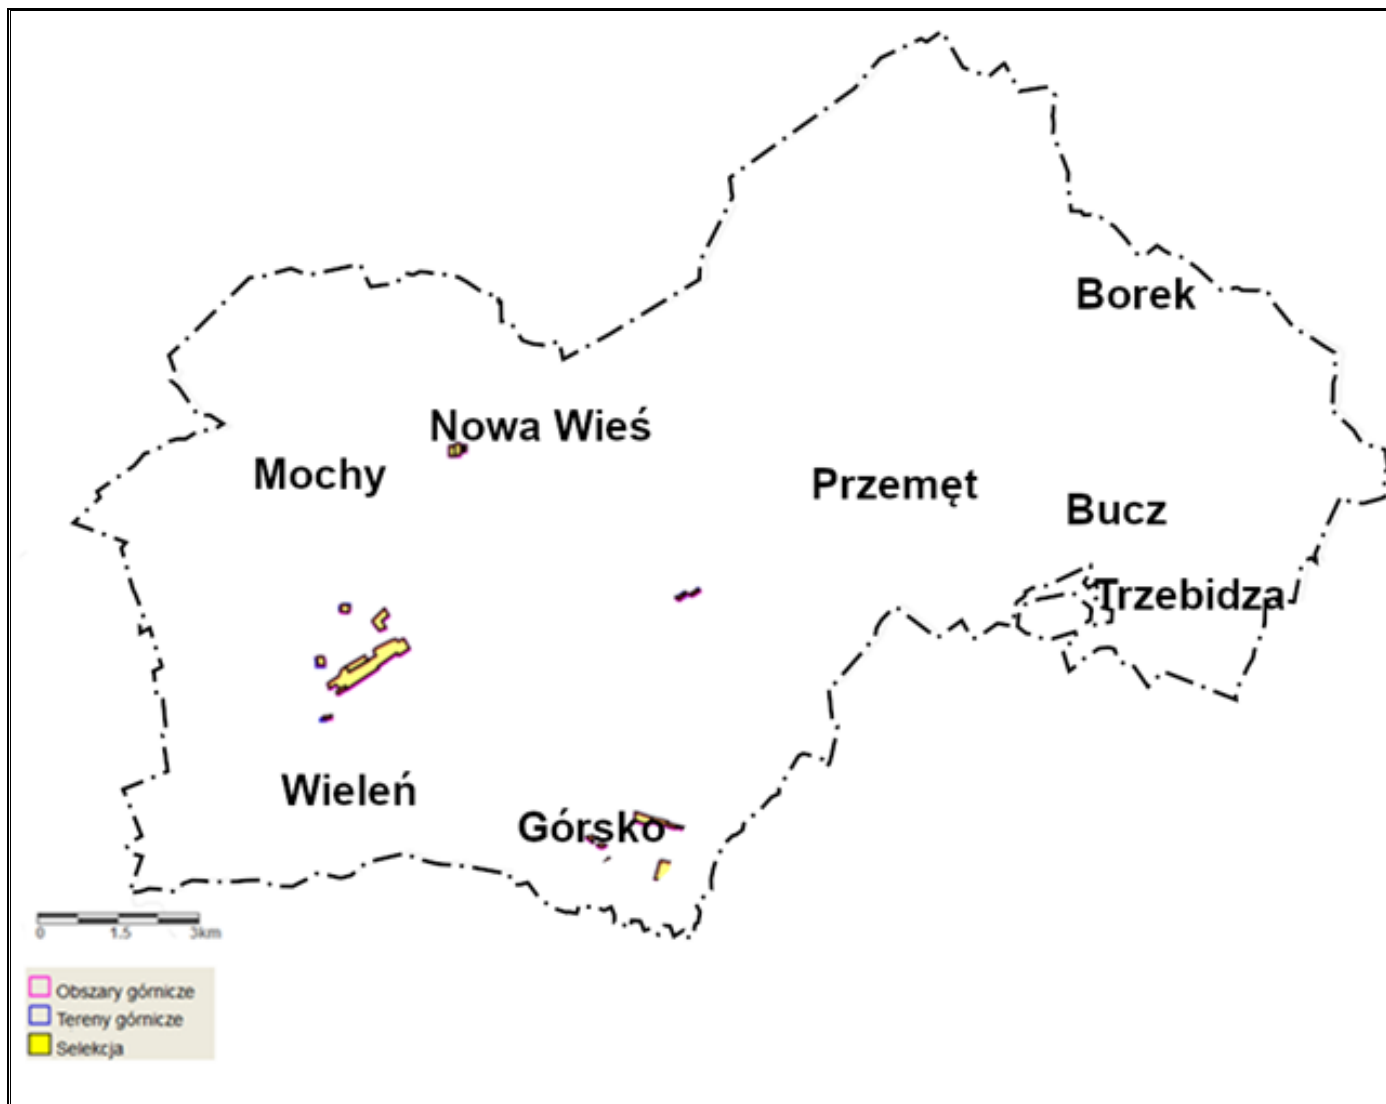 Borek
Nowa Wieś
Mochy
Przemęt
Bucz
Trzebidza
Wieleń
Górsko
0 1.5 3km
Obszary górnicze
Tereny górnicze
Selekcja